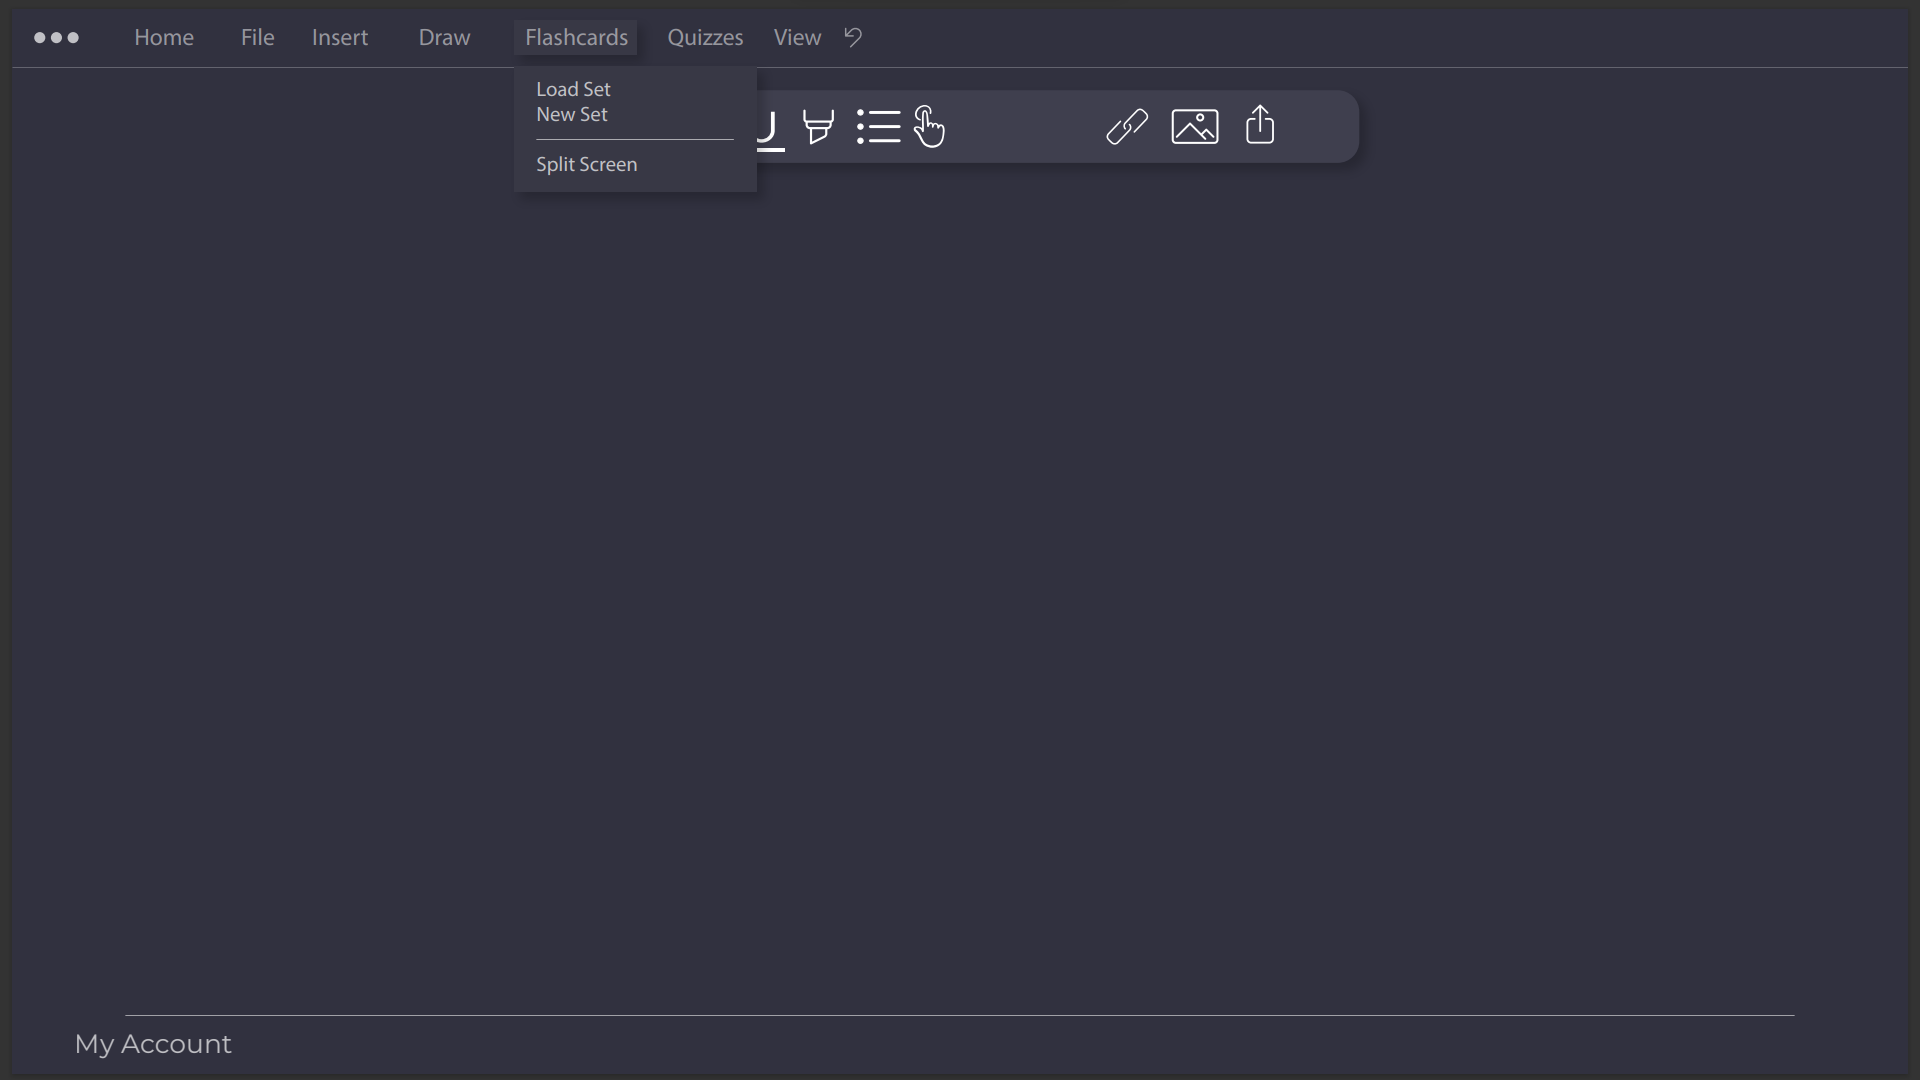 Home File Insert Draw Flashcards Quizzes View
Load Set
New Set
Split Screen
My Account